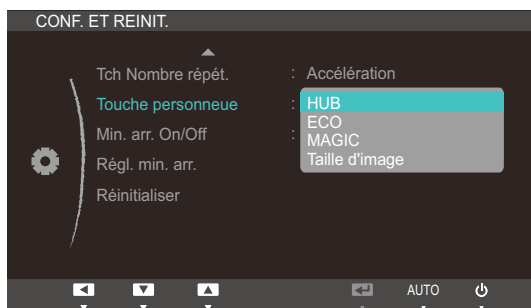 CONF. ET REINIT.
Tch Nombre répét. : Accélération
Touche personneue : HUB
ECO
Min. arr. On/Off : MAGIC
Taille d'image
Régl. min. arr.
Réinitialiser
AUTO